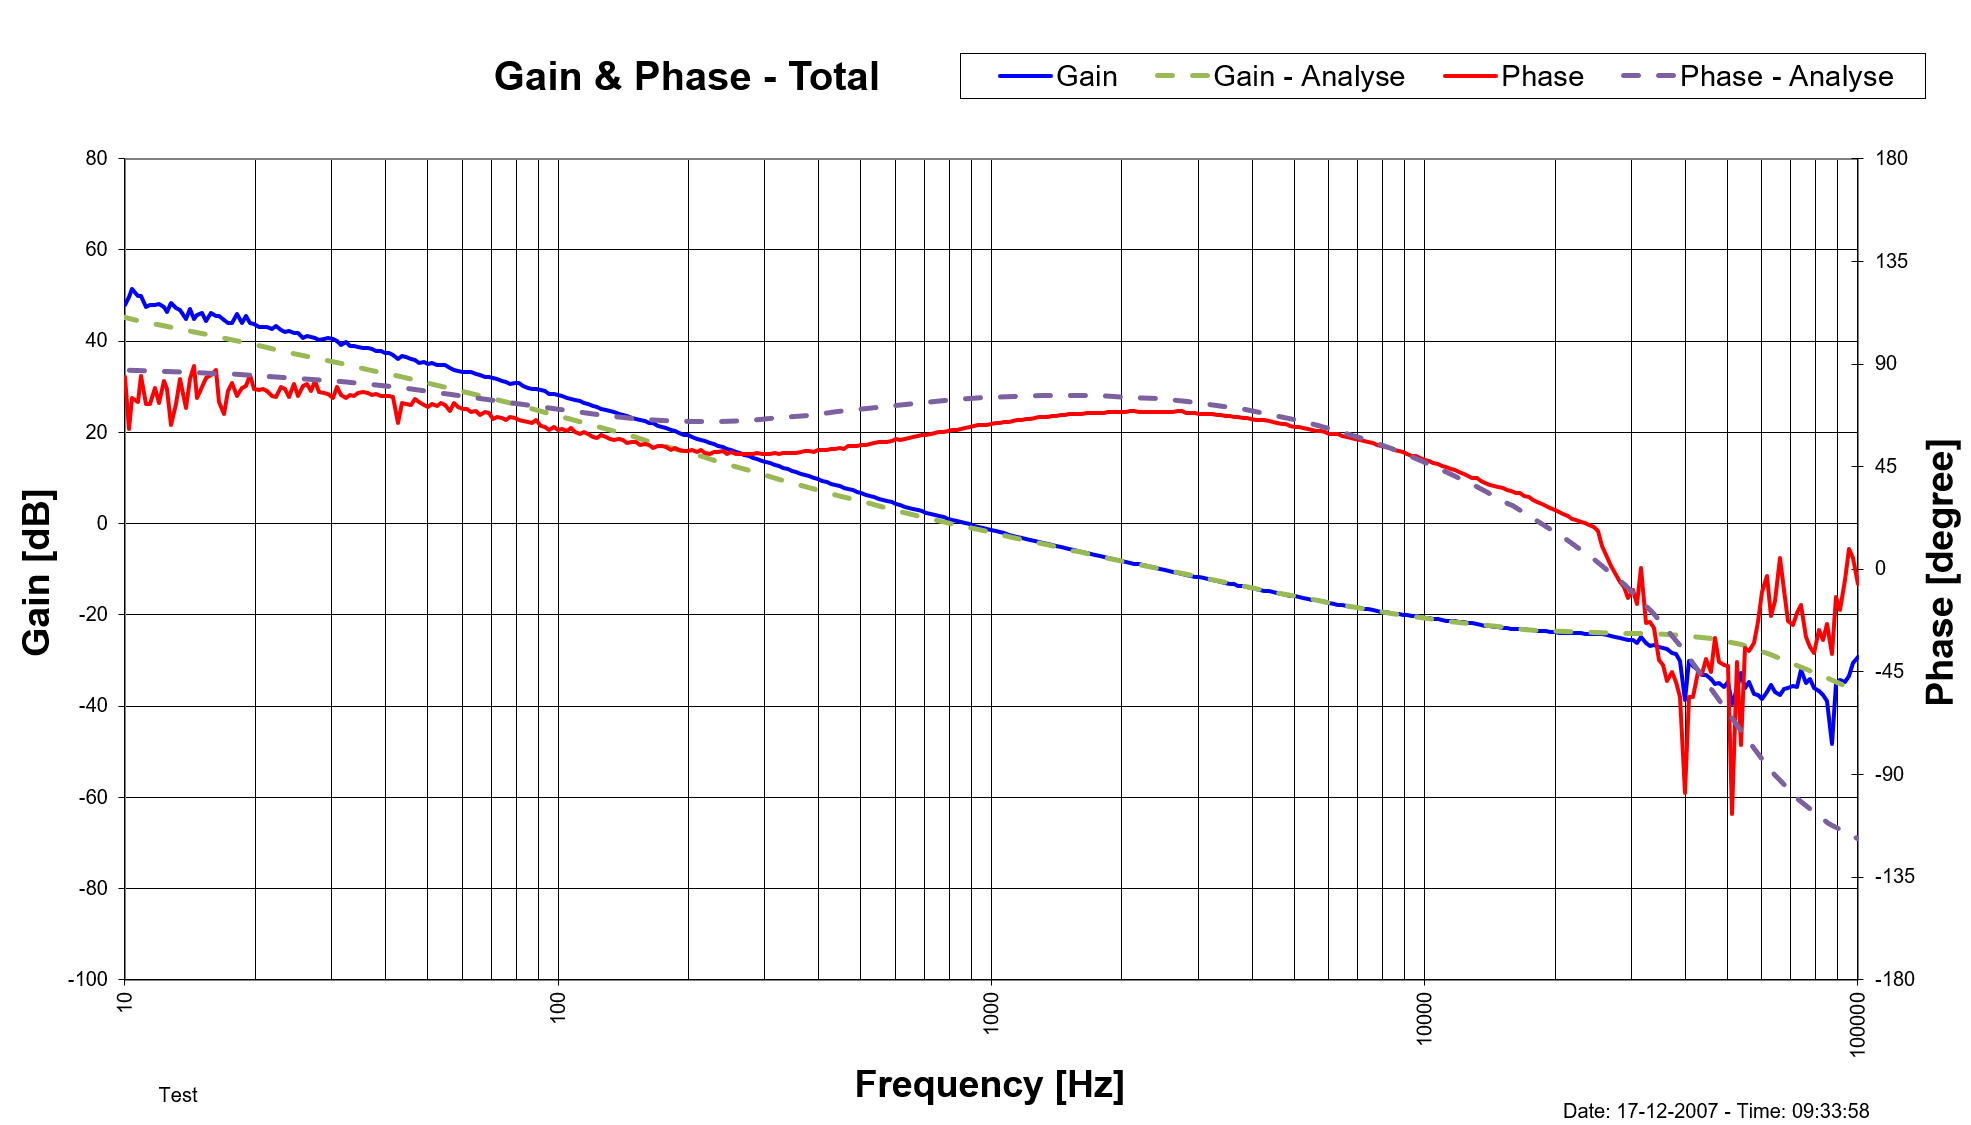 Gain & Phase - Total
Gain
Gain - Analyse
Phase
Phase - Analyse
80
60
40
20
0
-20
-40
-60
-80
-100
Gain [dB]
180
135
90
45
0
-45
-90
-135
-180
Phase [degree]
10
100
1000
10000
100000
Frequency [Hz]
Test
Date: 17-12-2007 - Time: 09:33:58